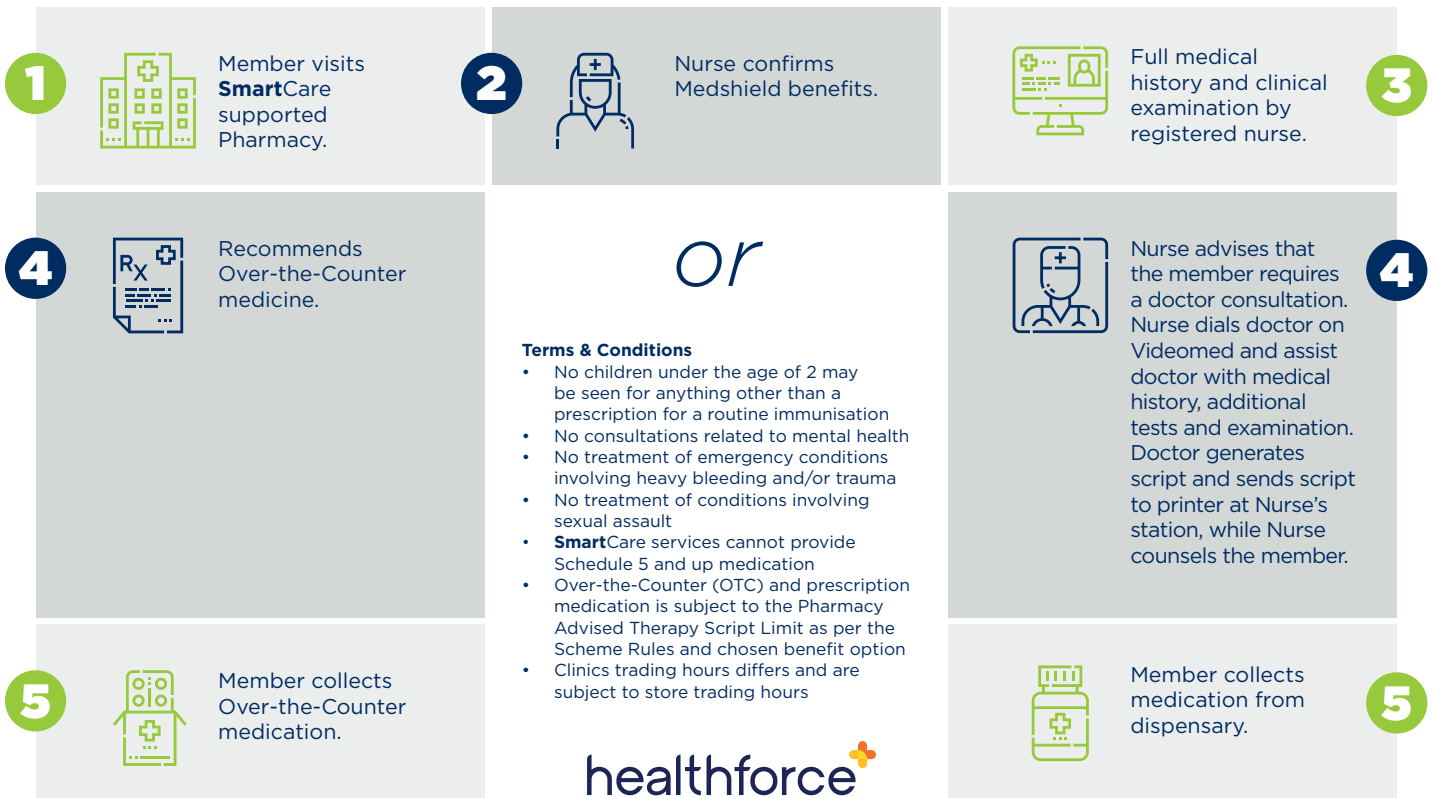 1
Member visits
SmartCare
supported
Pharmacy.
2
Nurse confirms
Medshield benefits.
3
Full medical
history and clinical
examination by
registered nurse.
4
RX
Recommends
Over-the-Counter
medicine.
or
4
Nurse advises that
the member requires
a doctor consultation.
Nurse dials doctor on
Videomed and assist
doctor with medical
history, additional
tests and examination.
Doctor generates
script and sends script
to printer at Nurse's
station, while Nurse
counsels the member.
Terms & Conditions
• No children under the age of 2 may
be seen for anything other than a
prescription for a routine immunisation
• No consultations related to mental health
• No treatment of emergency conditions
involving heavy bleeding and/or trauma
• No treatment of conditions involving
sexual assault
• SmartCare services cannot provide
Schedule 5 and up medication
• Over-the-Counter (OTC) and prescription
medication is subject to the Pharmacy
Advised Therapy Script Limit as per the
Scheme Rules and chosen benefit option
• Clinics trading hours differs and are
subject to store trading hours
5
Member collects
Over-the-Counter
medication.
5
Member collects
medication from
dispensary.
healthforce